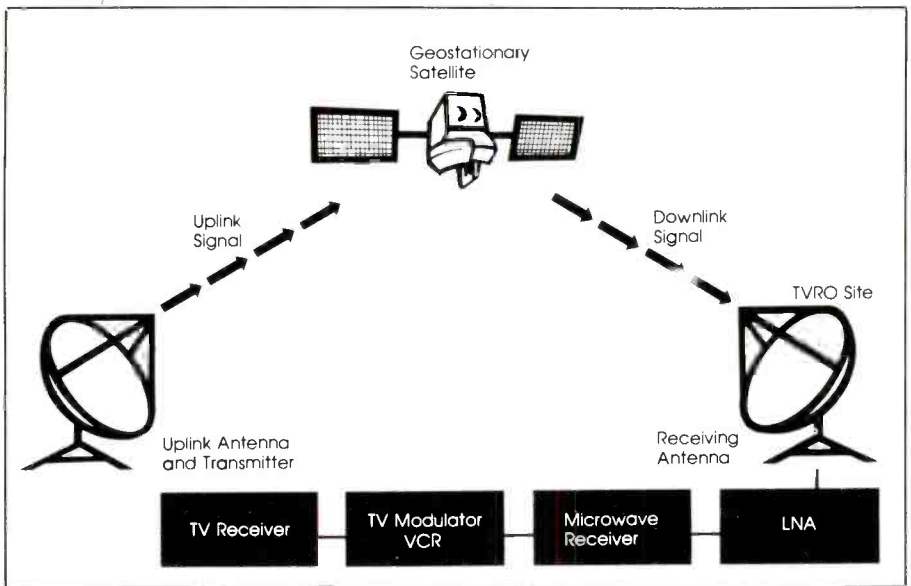 Geostationary
Satellite
Uplink
Signal
Downlink
Signal
TVRO Site
Uplink Antenna
and Transmitter
Receiving
Antenna
TV Receiver
TV Modulator
VCR
Microwave
Receiver
LNA